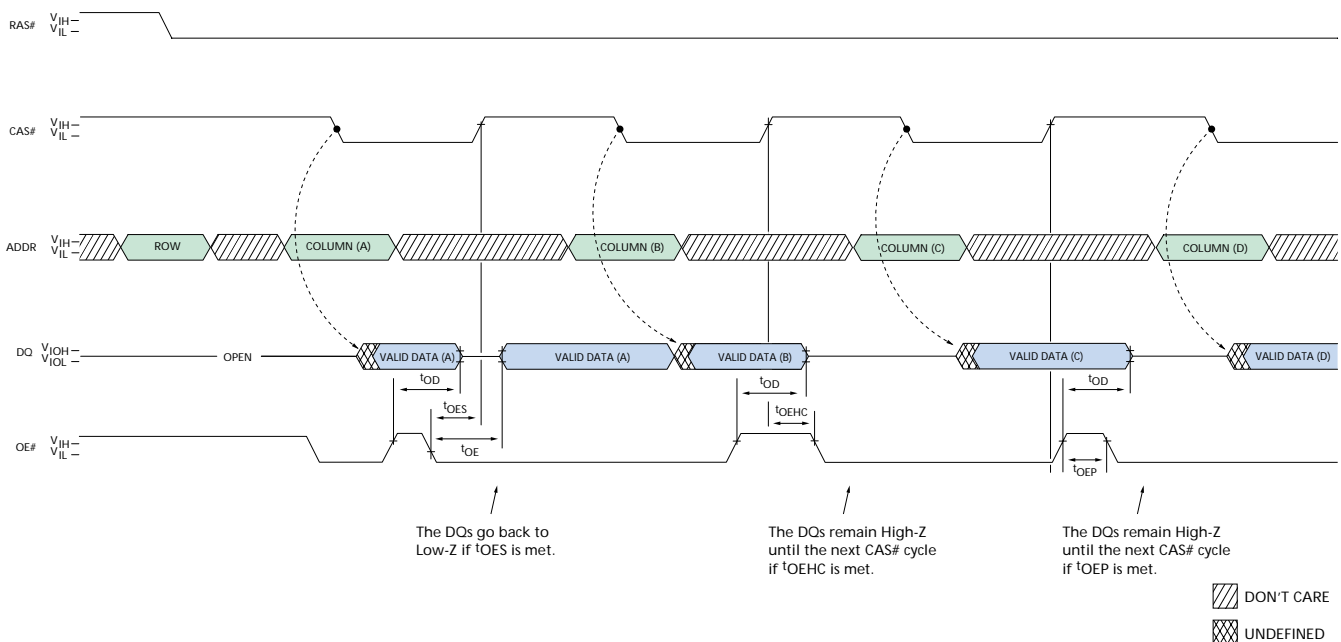 RAS# VIH VIL
CAS# VIH VIL
ADDR VIH VIL ROW COLUMN (A) COLUMN (B) COLUMN (C) COLUMN (D)
DQ VIOH VIOL OPEN VALID DATA (A) VALID DATA (A) VALID DATA (B) VALID DATA (C) VALID DATA (D)
tOD tOD tOD
tOES tOEHC
tOE
OE# VIH VIL
tOEP
The DQs go back to
Low-Z if tOES is met.
The DQs remain High-Z
until the next CAS# cycle
if tOEHC is met.
The DQs remain High-Z
until the next CAS# cycle
if tOEP is met.
DON'T CARE
UNDEFINED